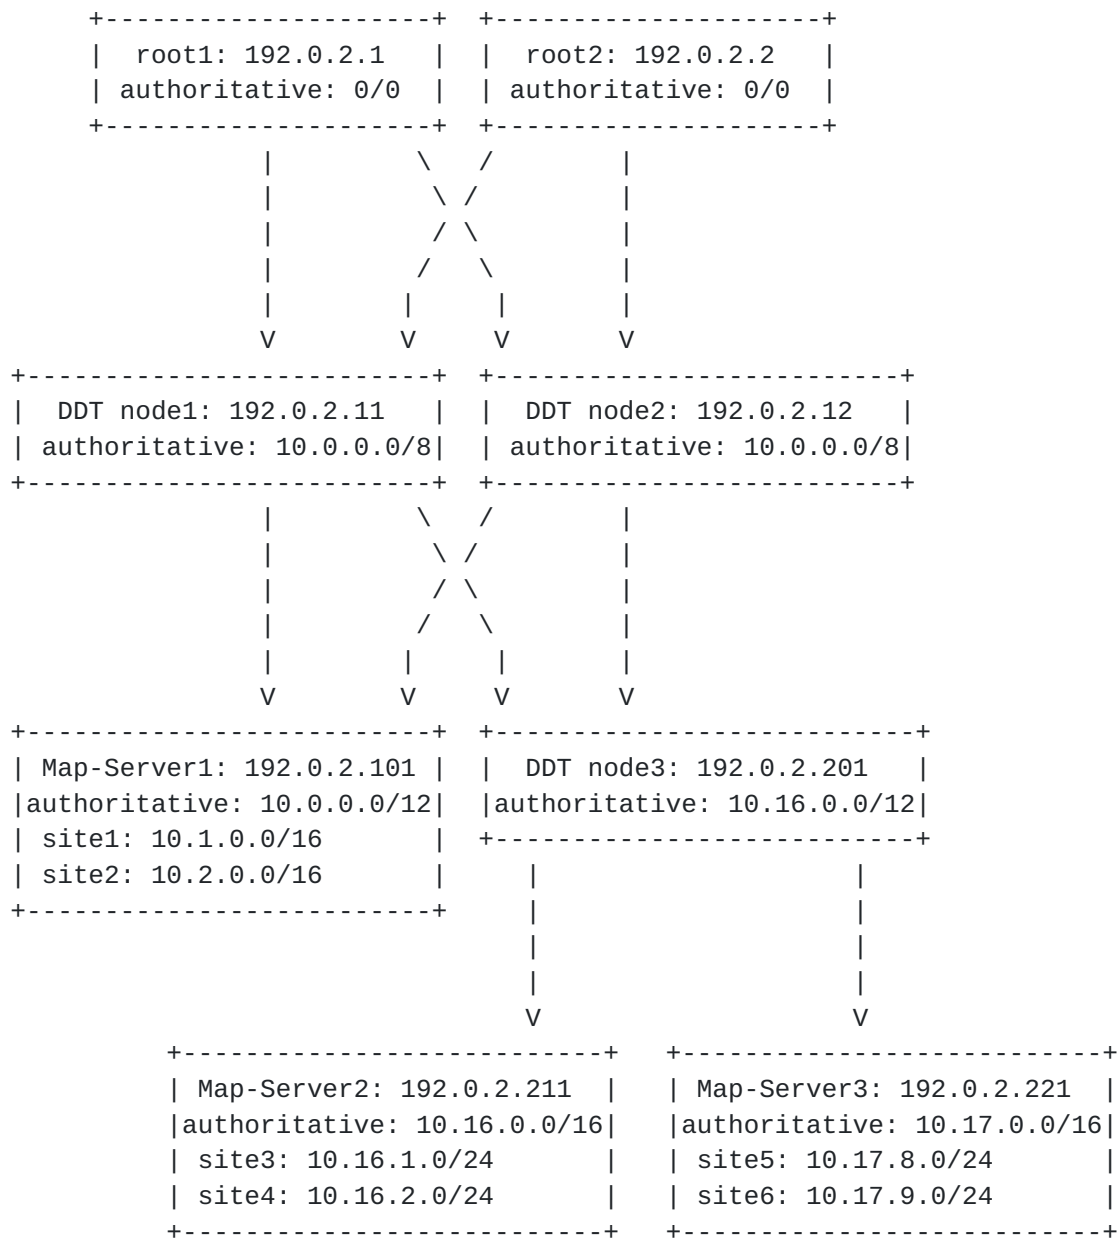 root1: 192.0.2.1 root2: 192.0.2.2
authoritative: 0/0 authoritative: 0/0
DDT node1: 192.0.2.11 DDT node2: 192.0.2.12
authoritative: 10.0.0.0/8 authoritative: 10.0.0.0/8
Map-Server1: 192.0.2.101 DDT node3: 192.0.2.201
authoritative: 10.0.0.0/12 authoritative: 10.16.0.0/12
site1: 10.1.0.0/16
site2: 10.2.0.0/16
Map-Server2: 192.0.2.211 Map-Server3: 192.0.2.221
authoritative: 10.16.0.0/16 authoritative: 10.17.0.0/16
site3: 10.16.1.0/24 site5: 10.17.8.0/24
site4: 10.16.2.0/24 site6: 10.17.9.0/24